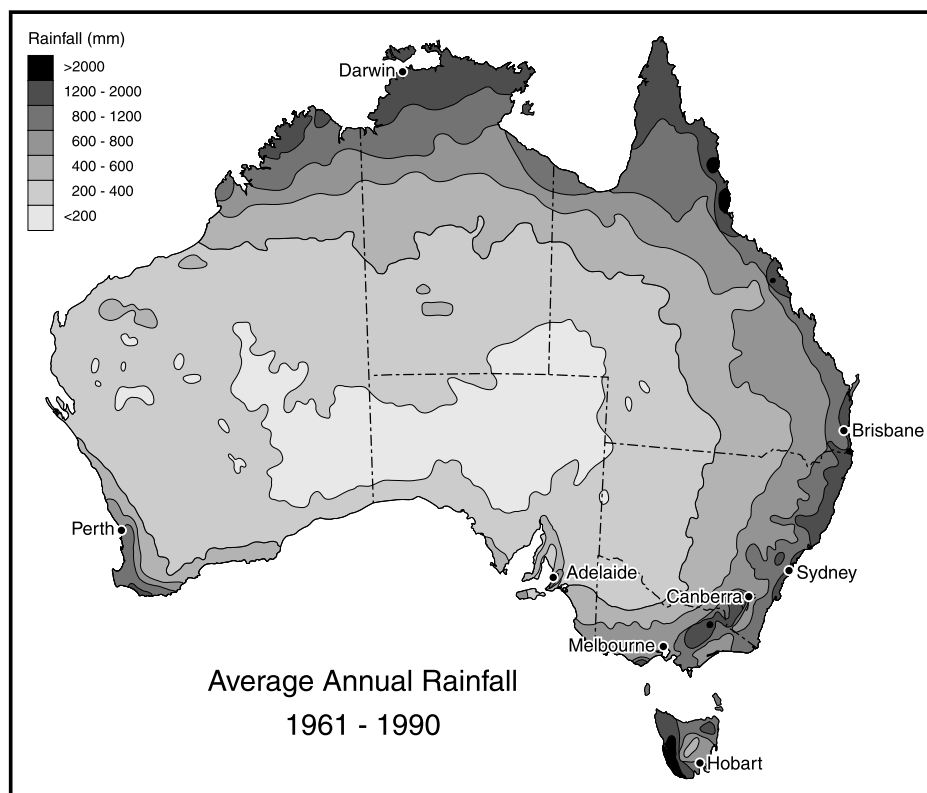 Rainfall (mm)
>2000
1200 - 2000
800 - 1200
600 - 800
400 - 600
200 - 400
<200
Darwin
Brisbane
Perth
Adelaide
Sydney
Canberra
Melbourne
Average Annual Rainfall
1961 - 1990
Hobart